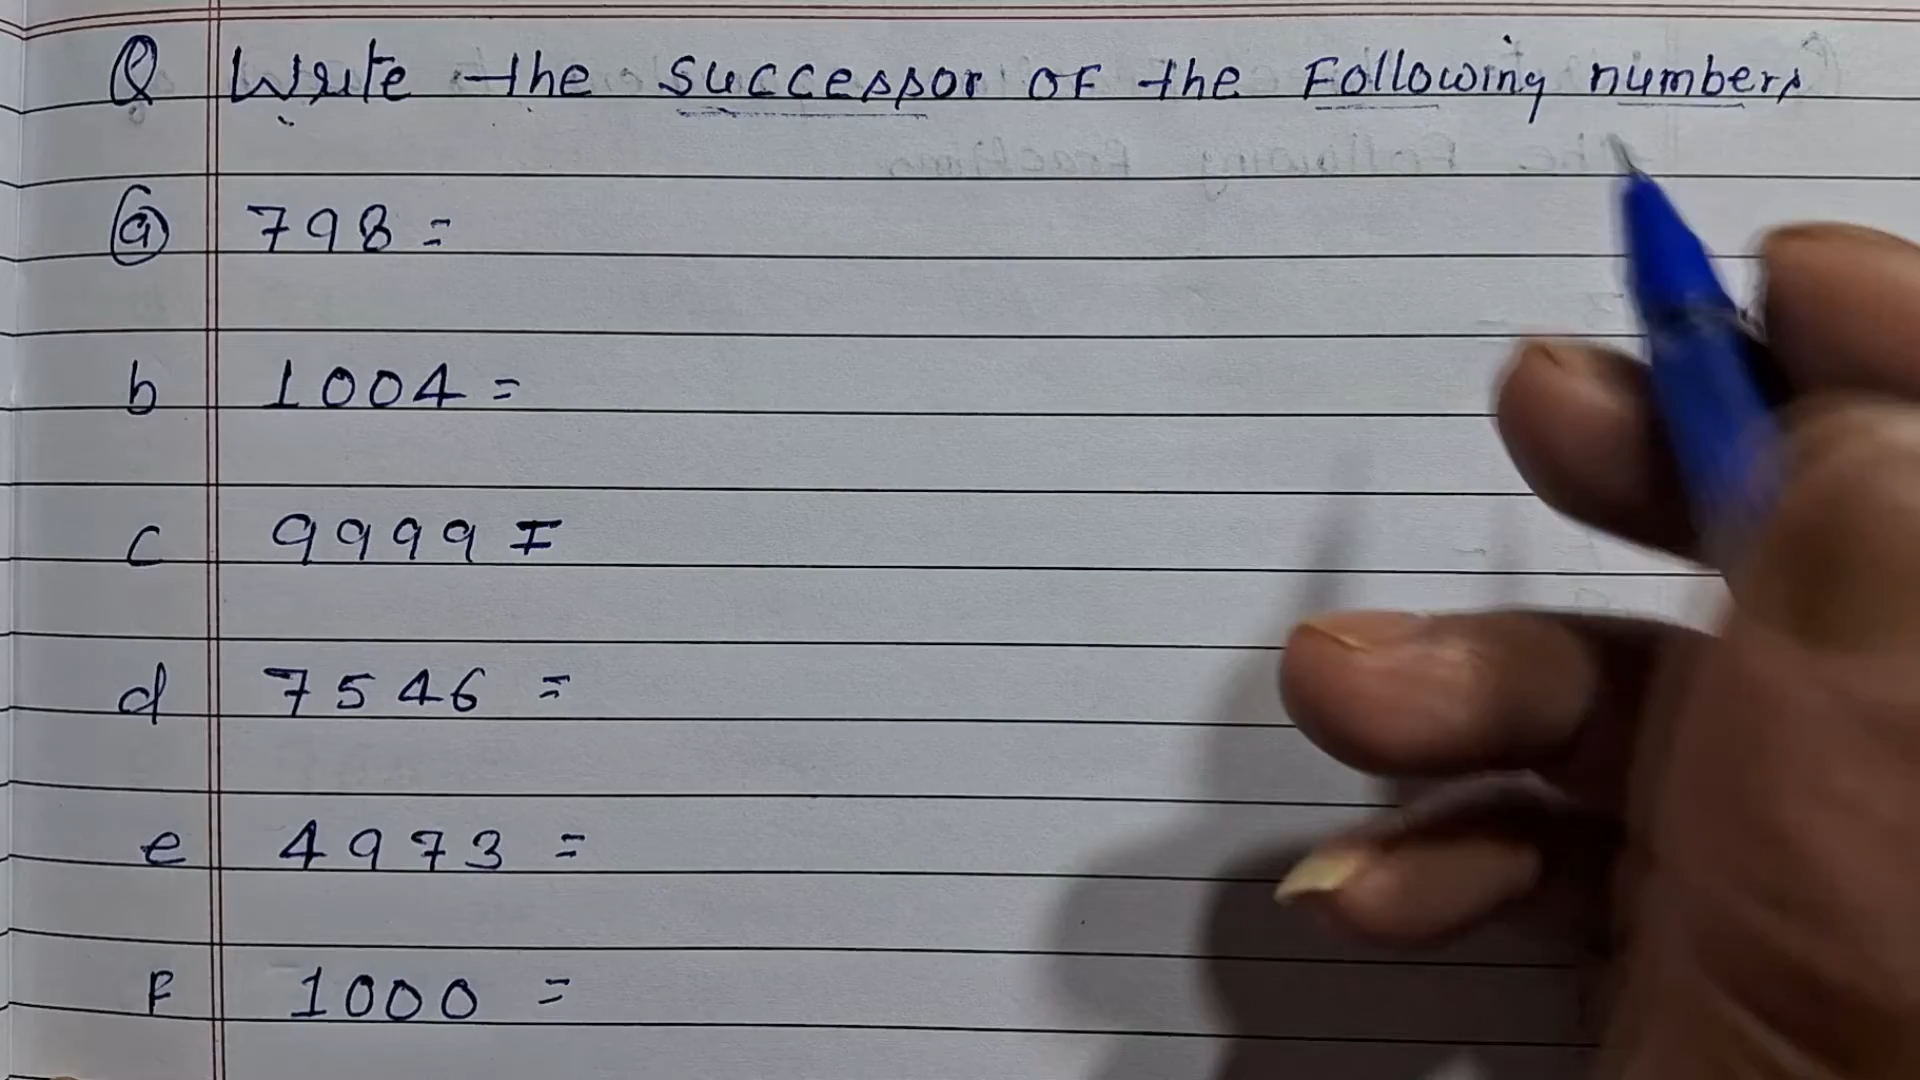 Q Write the successor of the Following numbers
a 798 =
b 1004 =
c 9999 =
d 7546 =
e 4973 =
F 1000 =